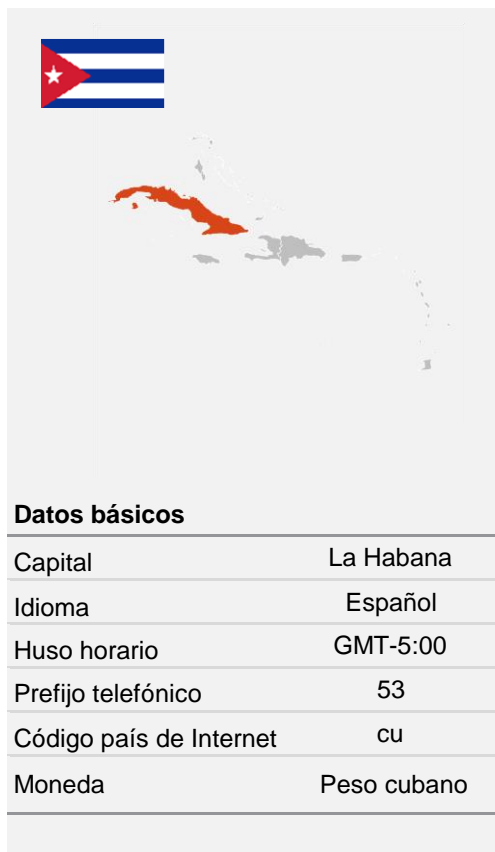 Datos básicos
Capital La Habana
Idioma Español
Huso horario GMT-5:00
Prefijo telefónico 53
Código país de Internet cu
Moneda Peso cubano